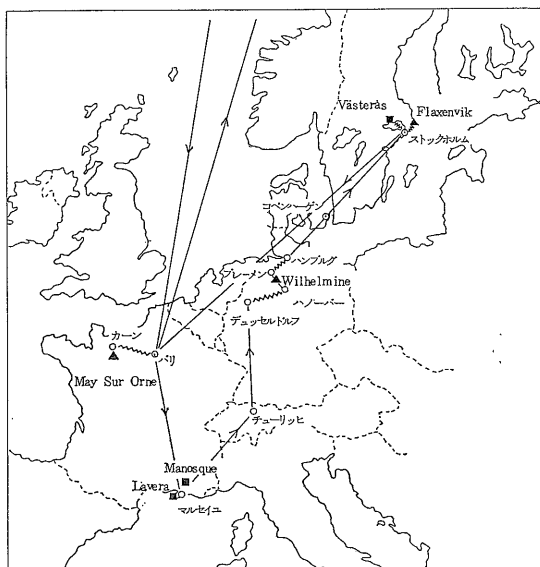 Västerås
Flaxenvik
ストックホルム
コペンハーゲン
ハンブルグ
ブレーメン
Wilhelmine
ハノーバー
デュッセルドルフ
カーン
パリ
May Sur Orne
チューリッヒ
Manosque
Lavera
マルセイユ